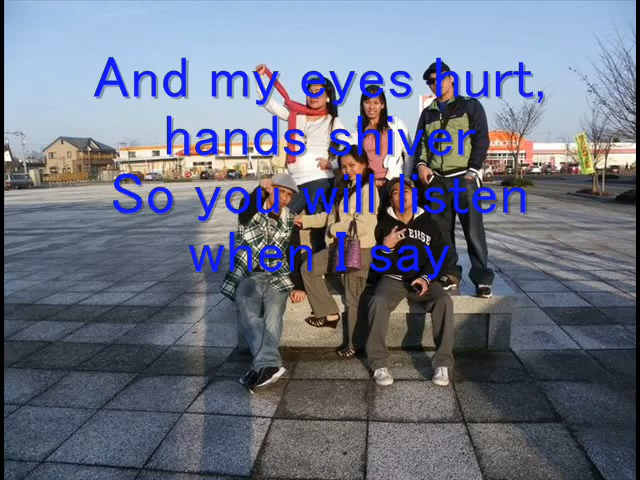 And my eyes hurt,
hands shiver
So you will listen
when I say